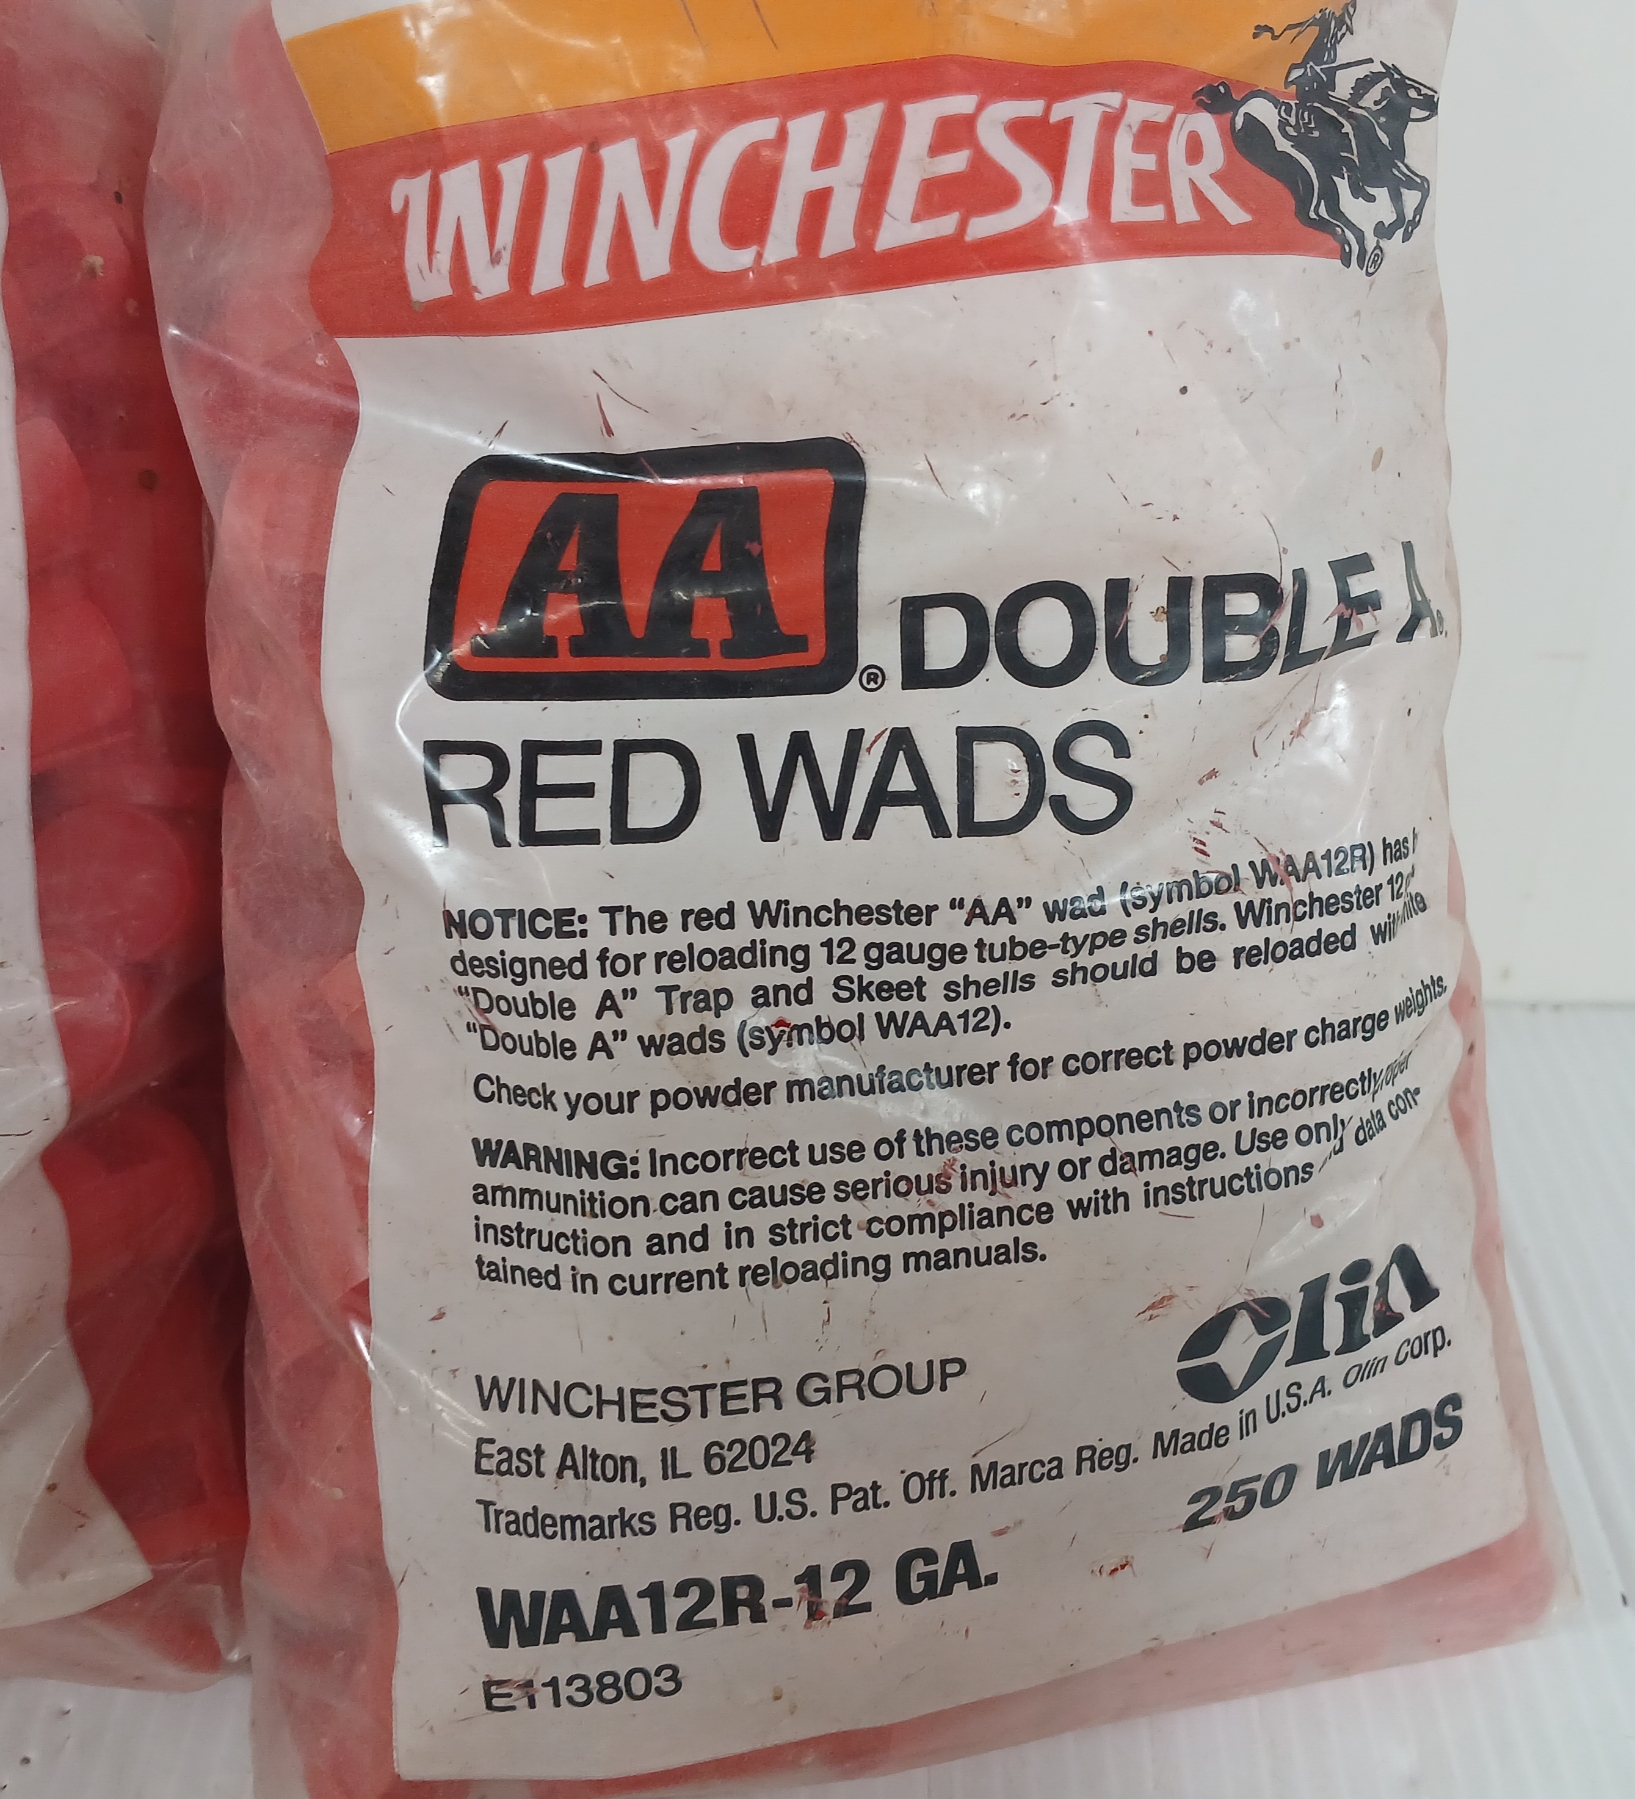 WINCHESTER
®
AA
® DOUBLE A®
RED WADS
NOTICE: The red Winchester “AA” wad (symbol WAA12R) has
designed for reloading 12 gauge tube-type shells. Winchester 12
“Double A” Trap and Skeet shells should be reloaded
“Double A” wads (symbol WAA12).
Check your powder manufacturer for correct powder charge weights.
WARNING: Incorrect use of these components or incorrectly
ammunition can cause serious injury or damage. Use only
instruction and in strict compliance with instructions data con-
tained in current reloading manuals.
Olin
WINCHESTER GROUP
East Alton, IL 62024
Trademarks Reg. U.S. Pat. Off. Marca Reg. Made in U.S.A. Olin Corp.
250 WADS
WAA12R-12 GA.
E113803